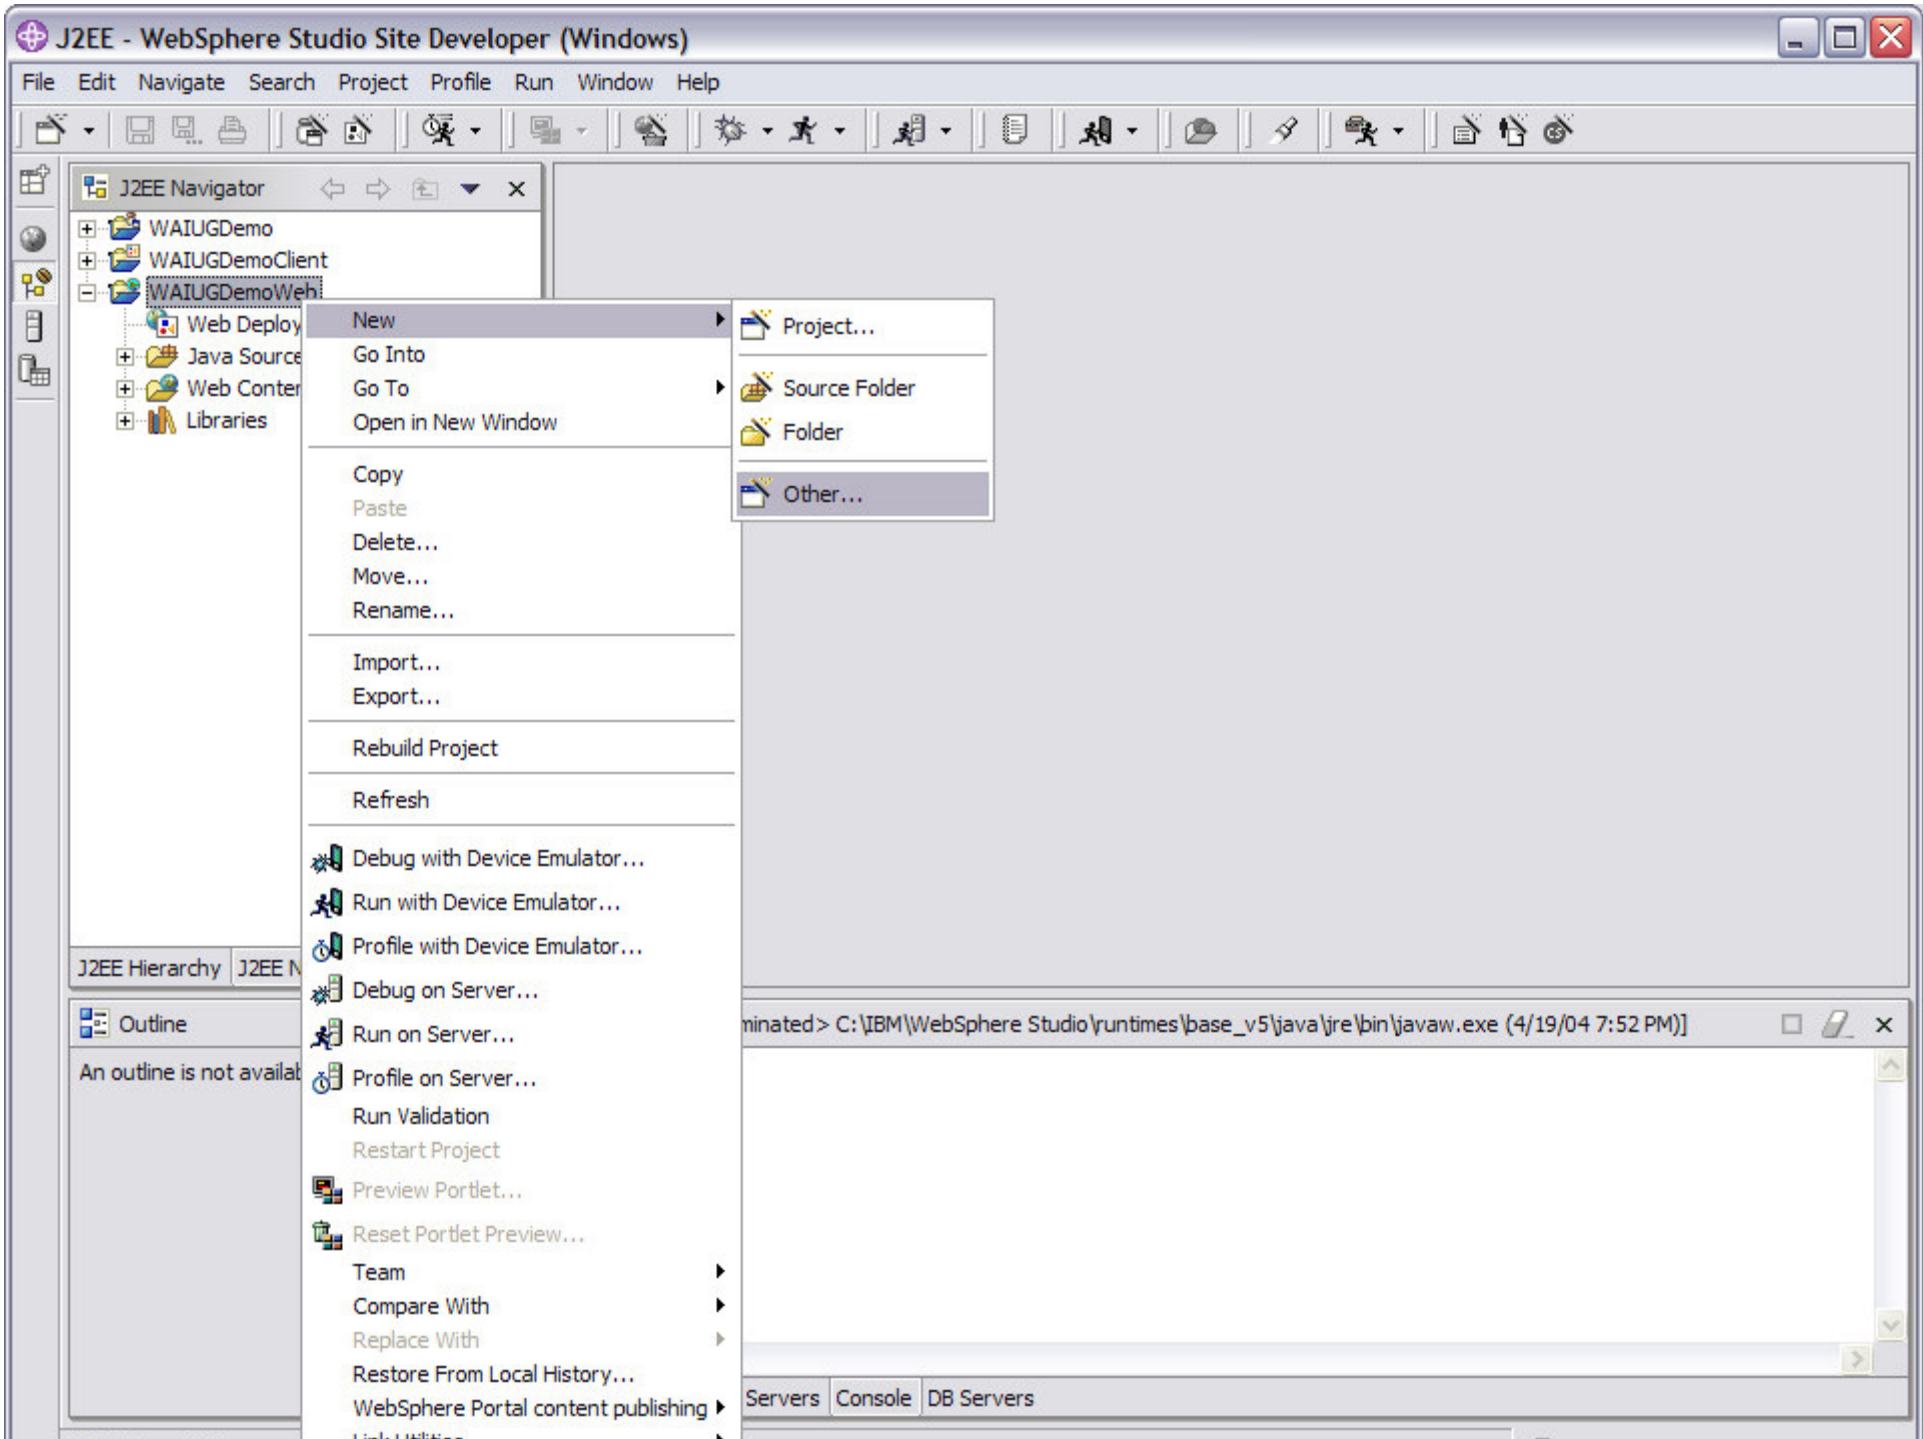 J2EE - WebSphere Studio Site Developer (Windows)
File Edit Navigate Search Project Profile Run Window Help
J2EE Navigator
WAIUGDemo
WAIUGDemoClient
WAIUGDemoWeb
Web Deploy
Java Source
Web Conter
Libraries
New
Go Into
Go To
Open in New Window
Copy
Paste
Delete...
Move...
Rename...
Import...
Export...
Rebuild Project
Refresh
Debug with Device Emulator...
Run with Device Emulator...
Profile with Device Emulator...
Debug on Server...
Run on Server...
Profile on Server...
Run Validation
Restart Project
Preview Portlet...
Reset Portlet Preview...
Team
Compare With
Replace With
Restore From Local History...
WebSphere Portal content publishing
Link Utilities
Project...
Source Folder
Folder
Other...
J2EE Hierarchy J2EE N
Outline
An outline is not availab
minated> C:\IBM\WebSphere Studio\runtimes\base_v5\java\jre\bin\javaw.exe (4/19/04 7:52 PM)]
Servers Console DB Servers